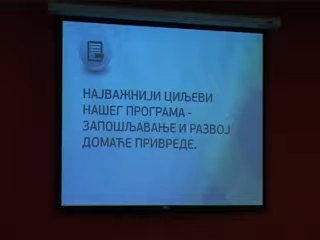 НАЈВАЖНИЈИ ЦИЉЕВИ
НАШЕГ ПРОГРАМА -
ЗАПОШЉАВАЊЕ И РАЗВОЈ
ДОМАЋЕ ПРИВРЕДЕ.